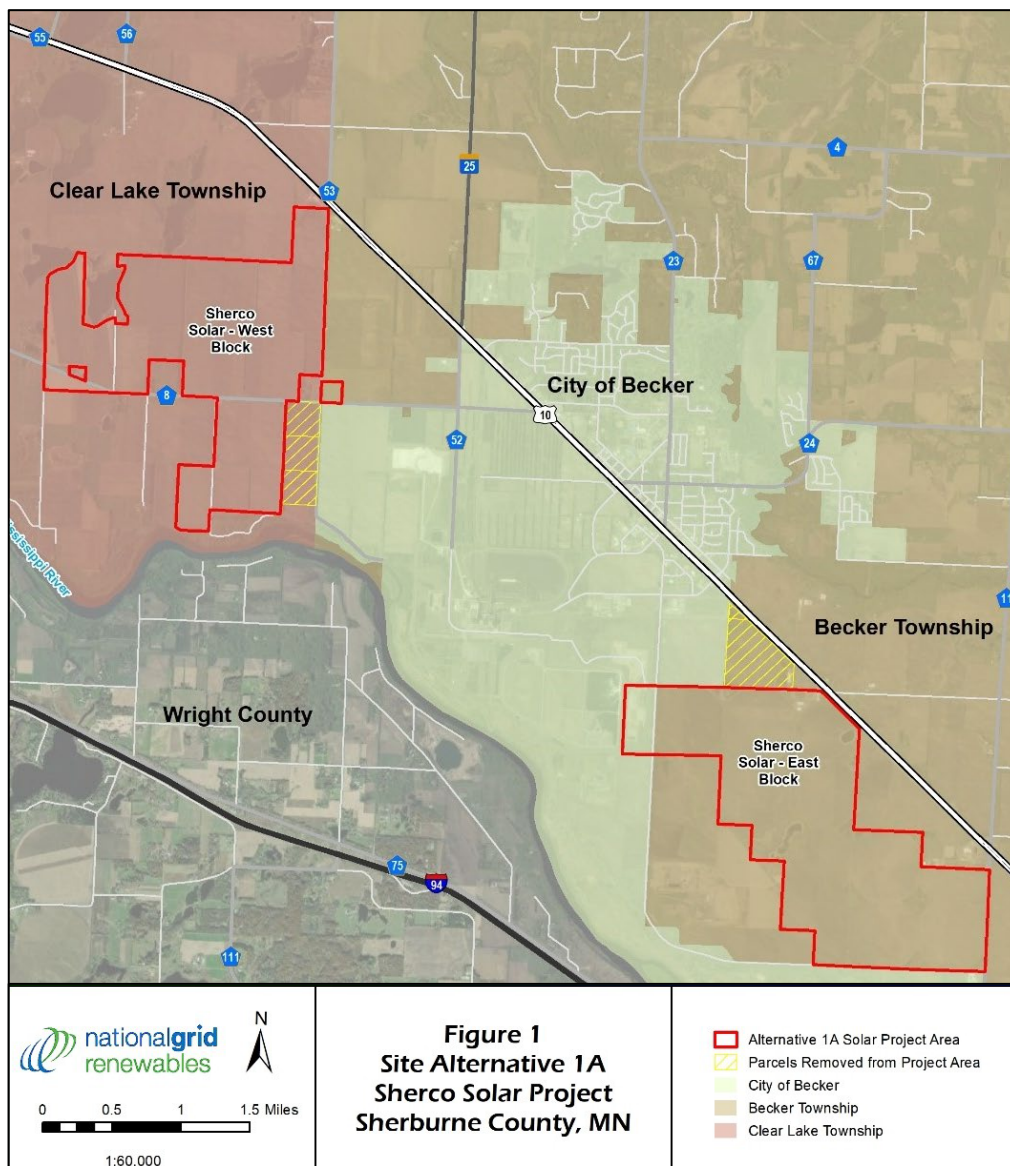 55
56
4
25
Clear Lake Township
53
23
67
Sherco
Solar - West
Block
City of Becker
8
10
52
24
ssissippi River
11
Becker Township
Wright County
Sherco
Solar - East
Block
75
94
111
nationalgrid
renewables
N
0 0.5 1 1.5 Miles
1:60,000
Figure 1
Site Alternative 1A
Sherco Solar Project
Sherburne County, MN
Alternative 1A Solar Project Area
Parcels Removed from Project Area
City of Becker
Becker Township
Clear Lake Township